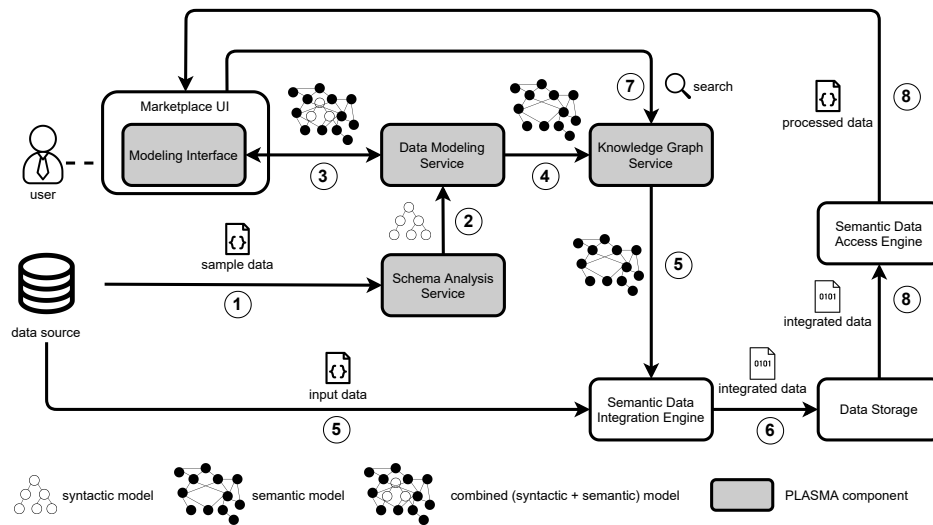 Marketplace UI
Modeling Interface
user
3
Data Modeling
Service
4
7
search
Knowledge Graph
Service
{}
processed data
8
2
{}
sample data
1
Schema Analysis
Service
5
Semantic Data
Access Engine
data source
0101
integrated data
8
{}
input data
5
Semantic Data
Integration Engine
0101
integrated data
6
Data Storage
syntactic model
semantic model
combined (syntactic + semantic) model
PLASMA component